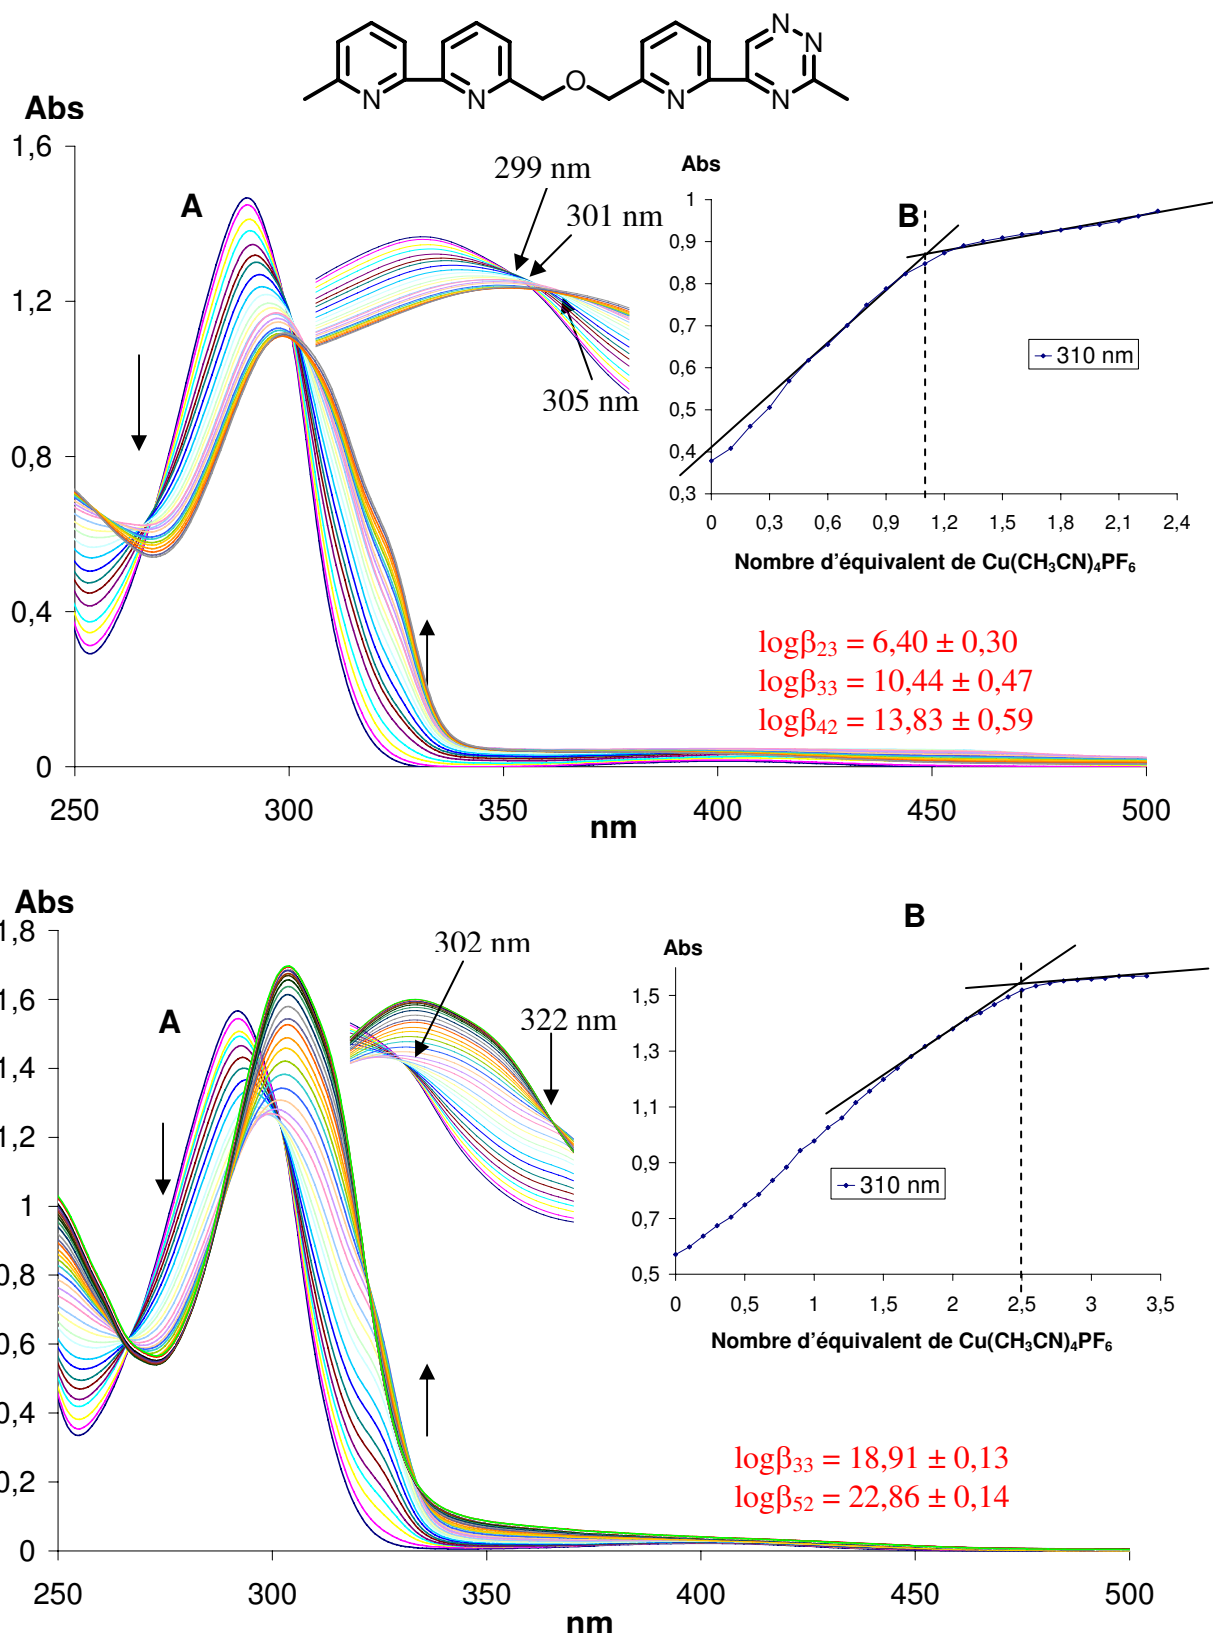 N
N
O
N
N
N
N
Abs
1,6
1,2
0,8
0,4
0
250
300
350
400
450
500
nm
A
299 nm
301 nm
305 nm
Abs
B
1
0,9
0,8
0,7
0,6
0,5
0,4
0,3
0
0,3
0,6
0,9
1,2
1,5
1,8
2,1
2,4
310 nm
Nombre d'équivalent de Cu(CH₃CN)₄PF₆
logβ₂₃ = 6,40 ± 0,30
logβ₃₃ = 10,44 ± 0,47
logβ₄₂ = 13,83 ± 0,59
Abs
1,8
1,6
1,4
1,2
1
0,8
0,6
0,4
0,2
0
250
300
350
400
450
500
nm
A
302 nm
322 nm
B
Abs
1,5
1,3
1,1
0,9
0,7
0,5
0
0,5
1
1,5
2
2,5
3
3,5
310 nm
Nombre d'équivalent de Cu(CH₃CN)₄PF₆
logβ₃₃ = 18,91 ± 0,13
logβ₅₂ = 22,86 ± 0,14